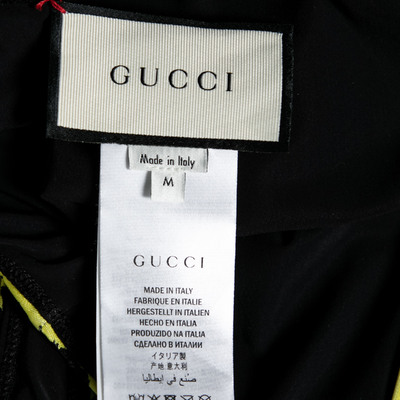 GUCCI
Made in Italy
M
GUCCI
MADE IN ITALY
FABRIQUE EN ITALIE
HERGESTELLT IN ITALIEN
HECHO EN ITALIA
PRODUZIDO NA ITALIA
СДЕЛАНО В ИТАЛИИ
イタリア製
产地 意大利
صنع في ايطاليا